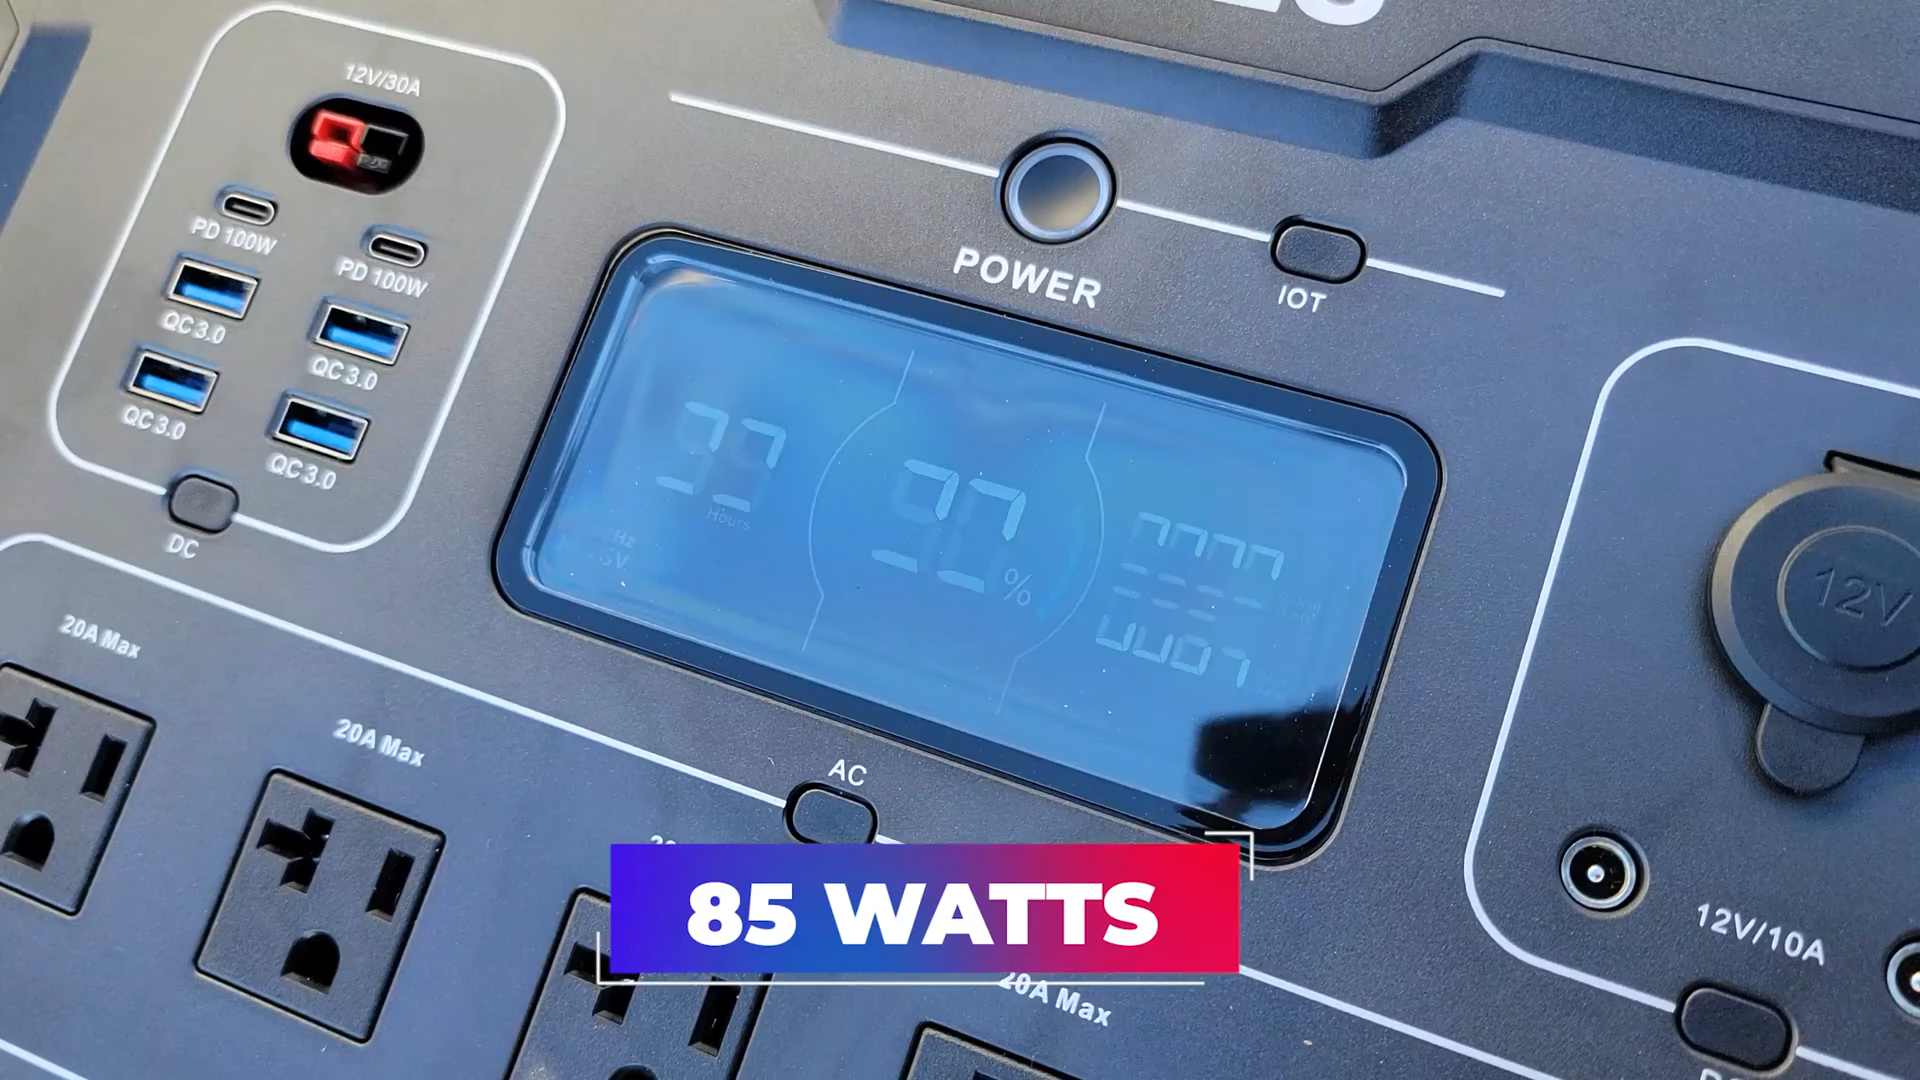 12V/30A
PD 100W
PD 100W
QC 3.0
QC 3.0
QC 3.0
QC 3.0
DC
POWER
IOT
Hours
%
12V
20A Max
20A Max
AC
85 WATTS
20A Max
12V/10A